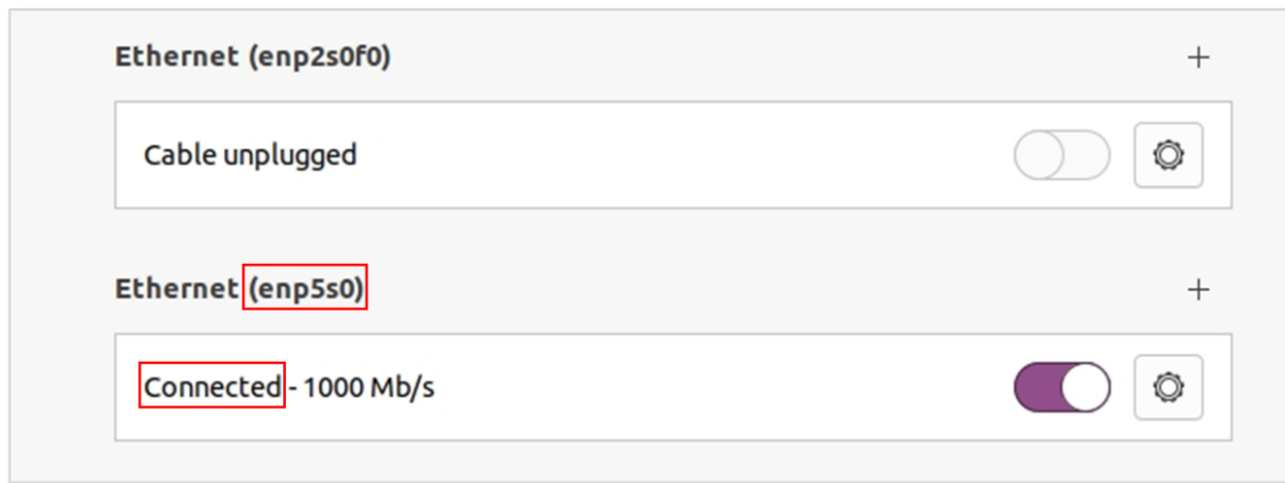 Ethernet (enp2s0f0)
Cable unplugged
Ethernet (enp5s0)
Connected - 1000 Mb/s